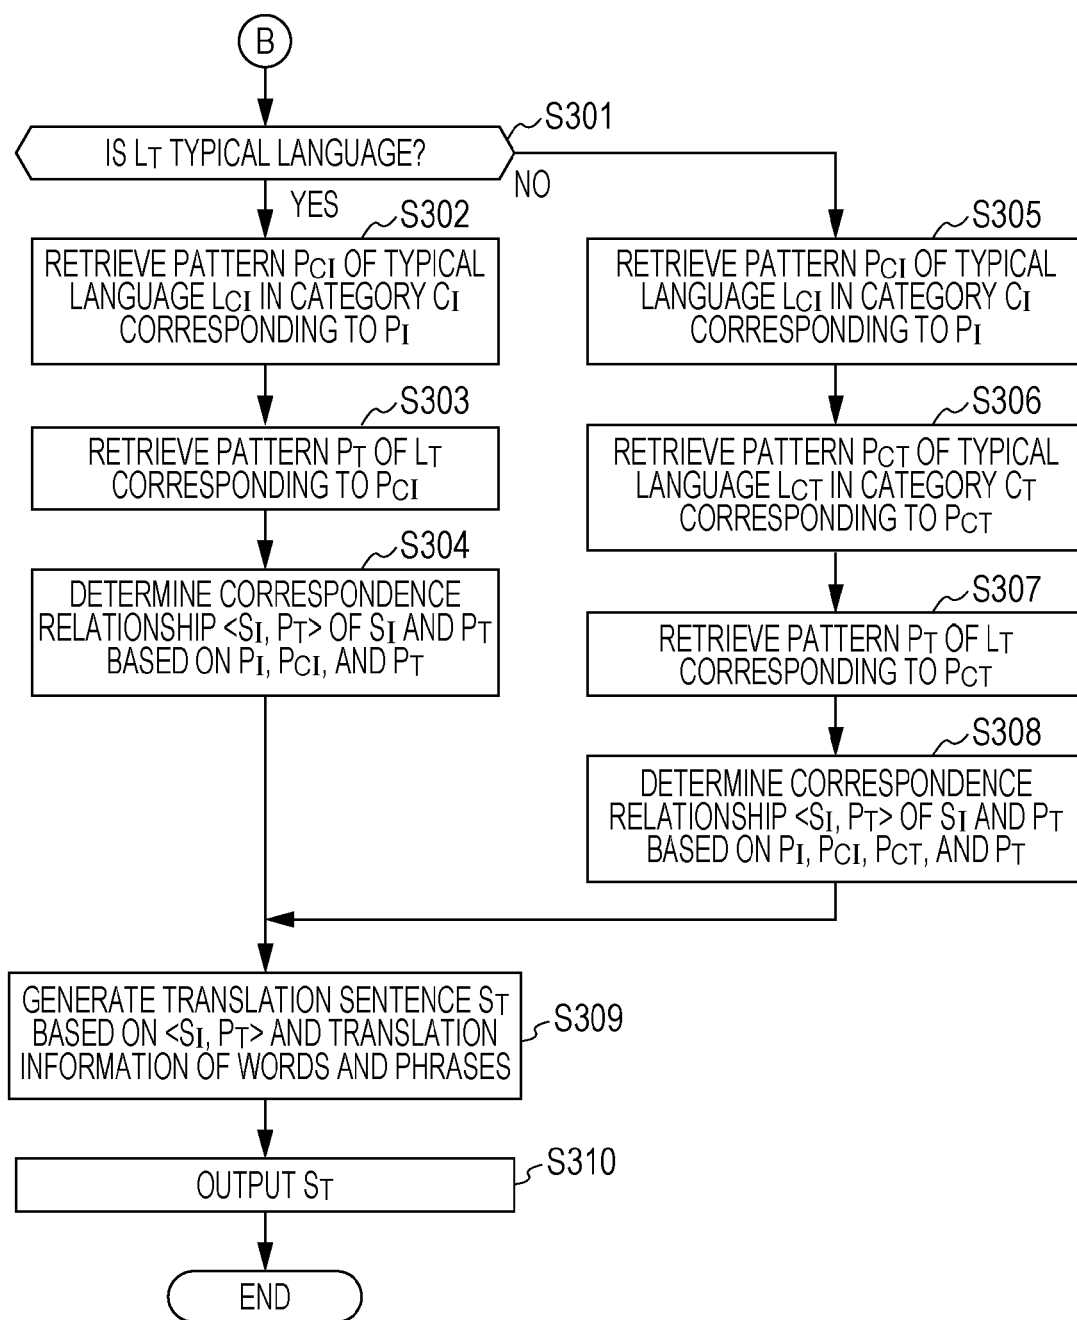 B
S301
IS LT TYPICAL LANGUAGE?
YES
NO
S302
RETRIEVE PATTERN PCI OF TYPICAL
LANGUAGE LCI IN CATEGORY CI
CORRESPONDING TO PI
S303
RETRIEVE PATTERN PT OF LT
CORRESPONDING TO PCI
S304
DETERMINE CORRESPONDENCE
RELATIONSHIP <SI, PT> OF SI AND PT
BASED ON PI, PCI, AND PT
S305
RETRIEVE PATTERN PCI OF TYPICAL
LANGUAGE LCI IN CATEGORY CI
CORRESPONDING TO PI
S306
RETRIEVE PATTERN PCT OF TYPICAL
LANGUAGE LCT IN CATEGORY CT
CORRESPONDING TO PCT
S307
RETRIEVE PATTERN PT OF LT
CORRESPONDING TO PCT
S308
DETERMINE CORRESPONDENCE
RELATIONSHIP <SI, PT> OF SI AND PT
BASED ON PI, PCI, PCT, AND PT
GENERATE TRANSLATION SENTENCE ST
BASED ON <SI, PT> AND TRANSLATION
INFORMATION OF WORDS AND PHRASES
S309
S310
OUTPUT ST
END